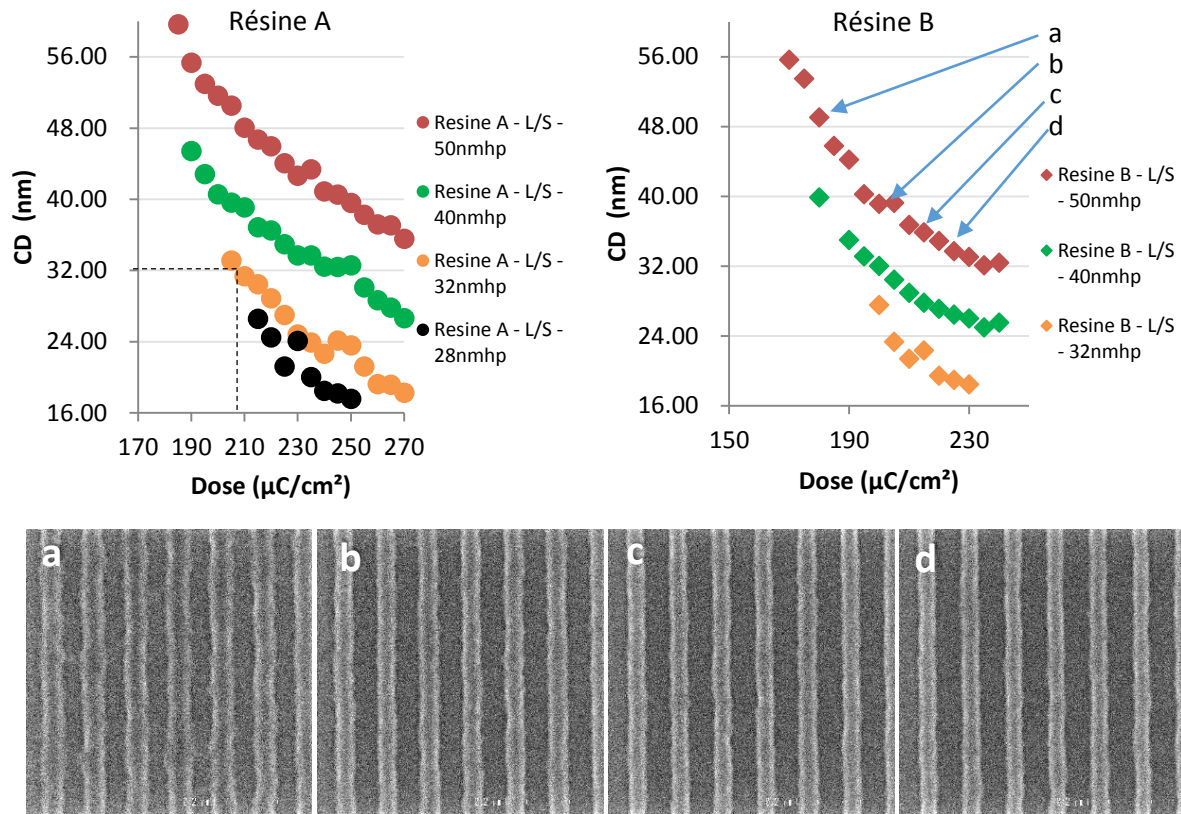 Résine A
CD (nm)
56.00
48.00
40.00
32.00
24.00
16.00
170 190 210 230 250 270
Dose (µC/cm²)
Resine A - L/S -
50nmhp
Resine A - L/S -
40nmhp
Resine A - L/S -
32nmhp
Resine A - L/S -
28nmhp
Résine B
CD (nm)
56.00
48.00
40.00
32.00
24.00
16.00
150 190 230
Dose (µC/cm²)
a
b
c
d
Resine B - L/S
- 50nmhp
Resine B - L/S
- 40nmhp
Resine B - L/S
- 32nmhp
a
b
c
d